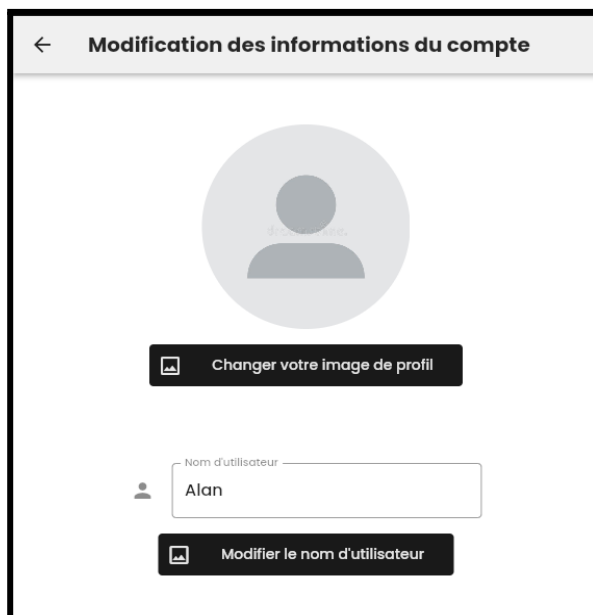 Modification des informations du compte
Changer votre image de profil
Nom d'utilisateur
Alan
Modifier le nom d'utilisateur